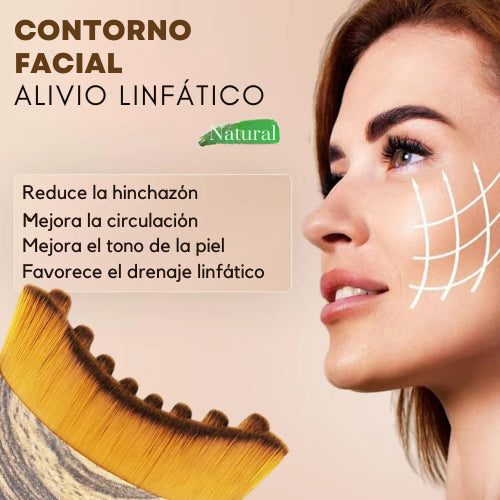 CONTORNO
FACIAL
ALIVIO LINFÁTICO
Natural
Reduce la hinchazón
Mejora la circulación
Mejora el tono de la piel
Favorece el drenaje linfático